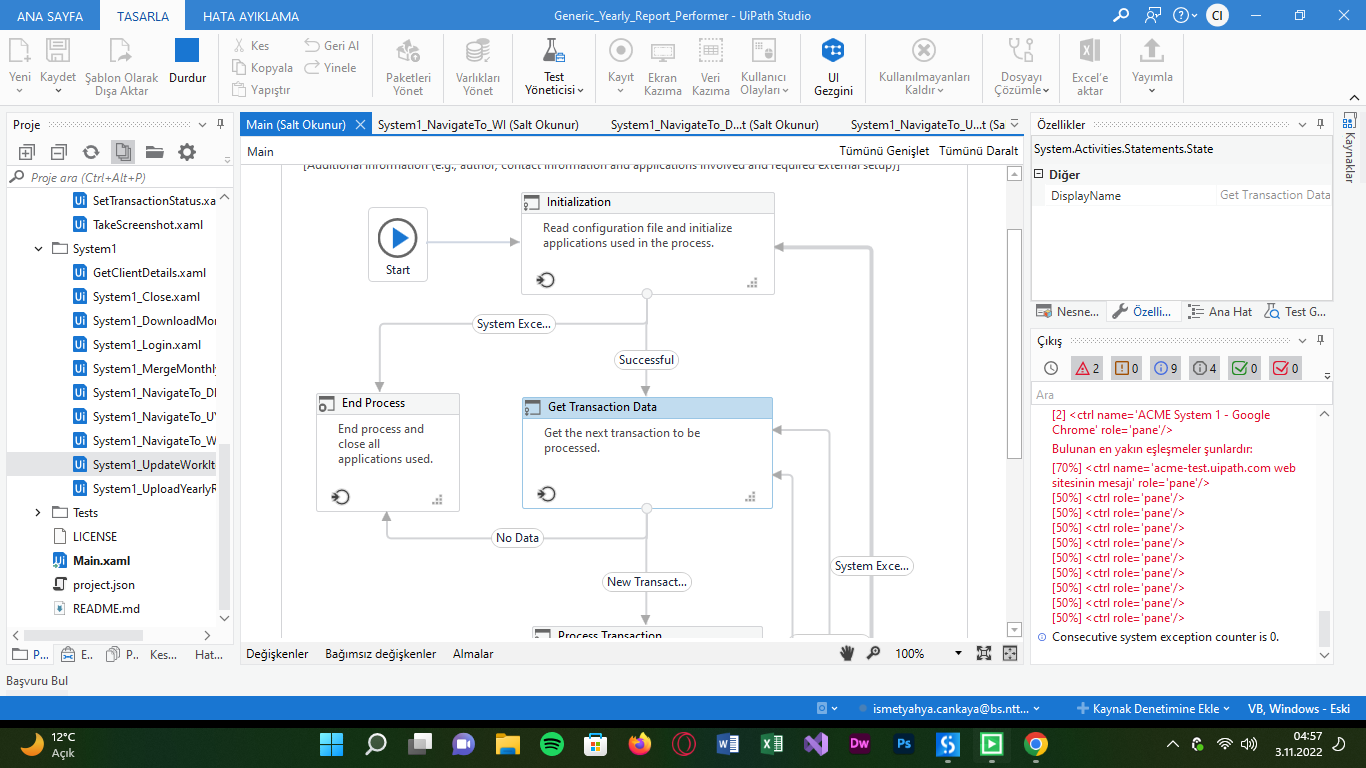 ANA SAYFA
TASARLA
HATA AYIKLAMA
Generic_Yearly_Report_Performer - UiPath Studio
CI
Yeni
Kaydet
Şablon Olarak
Dışa Aktar
Durdur
Kes
Kopyala
Yapıştır
Geri Al
Yinele
Paketleri
Yönet
Varlıkları
Yönet
Test
Yöneticisi
Kayıt
Ekran
Kazıma
Veri
Kazıma
Kullanıcı
Olayları
UI
Gezgini
Kullanılmayanları
Kaldır
Dosyayı
Çözümle
Excel'e
aktar
Yayımla
Proje
Proje ara (Ctrl+Alt+P)
SetTransactionStatus.xa
TakeScreenshot.xaml
System1
GetClientDetails.xaml
System1_Close.xaml
System1_DownloadMon
System1_Login.xaml
System1_MergeMonthly
System1_NavigateTo_D
System1_NavigateTo_UY
System1_NavigateTo_W
System1_UpdateWorkIte
System1_UploadYearlyR
Tests
LICENSE
Main.xaml
project.json
README.md
P...
E..
P..
Kes...
Hat...
Başvuru Bul
Main (Salt Okunur)
System1_NavigateTo_WI (Salt Okunur)
System1_NavigateTo_D...t (Salt Okunur)
System1_NavigateTo_U...t (Sa
Main
Tümünü Genişlet
Tümünü Daralt
[Additional information (e.g., author, contact information and applications involved and required external setup)]
Start
Initialization
Read configuration file and initialize
applications used in the process.
System Exce...
Successful
End Process
End process and
close all
applications used.
Get Transaction Data
Get the next transaction to be
processed.
No Data
New Transact...
System Exce...
Process Transaction
Değişkenler
Bağımsız değişkenler
Almalar
100%
Özellikler
System.Activities.Statements.State
Diğer
DisplayName
Get Transaction Data
Kaynaklar
Nesne...
Özelli...
Ana Hat
Test G...
Çıkış
2
0
9
4
0
0
Ara
[2] <ctrl name='ACME System 1 - Google
Chrome' role='pane'/>
Bulunan en yakın eşleşmeler şunlardır:
[70%] <ctrl name='acme-test.uipath.com web
sitesinin mesajı' role='pane'/>
[50%] <ctrl role='pane'/>
[50%] <ctrl role='pane'/>
[50%] <ctrl role='pane'/>
[50%] <ctrl role='pane'/>
[50%] <ctrl role='pane'/>
[50%] <ctrl role='pane'/>
[50%] <ctrl role='pane'/>
[50%] <ctrl role='pane'/>
[50%] <ctrl role='pane'/>
Consecutive system exception counter is 0.
ismetyahya.cankaya@bs.ntt...
Kaynak Denetimine Ekle
VB, Windows - Eski
12°C
Açık
Dw
Ps
04:57
3.11.2022